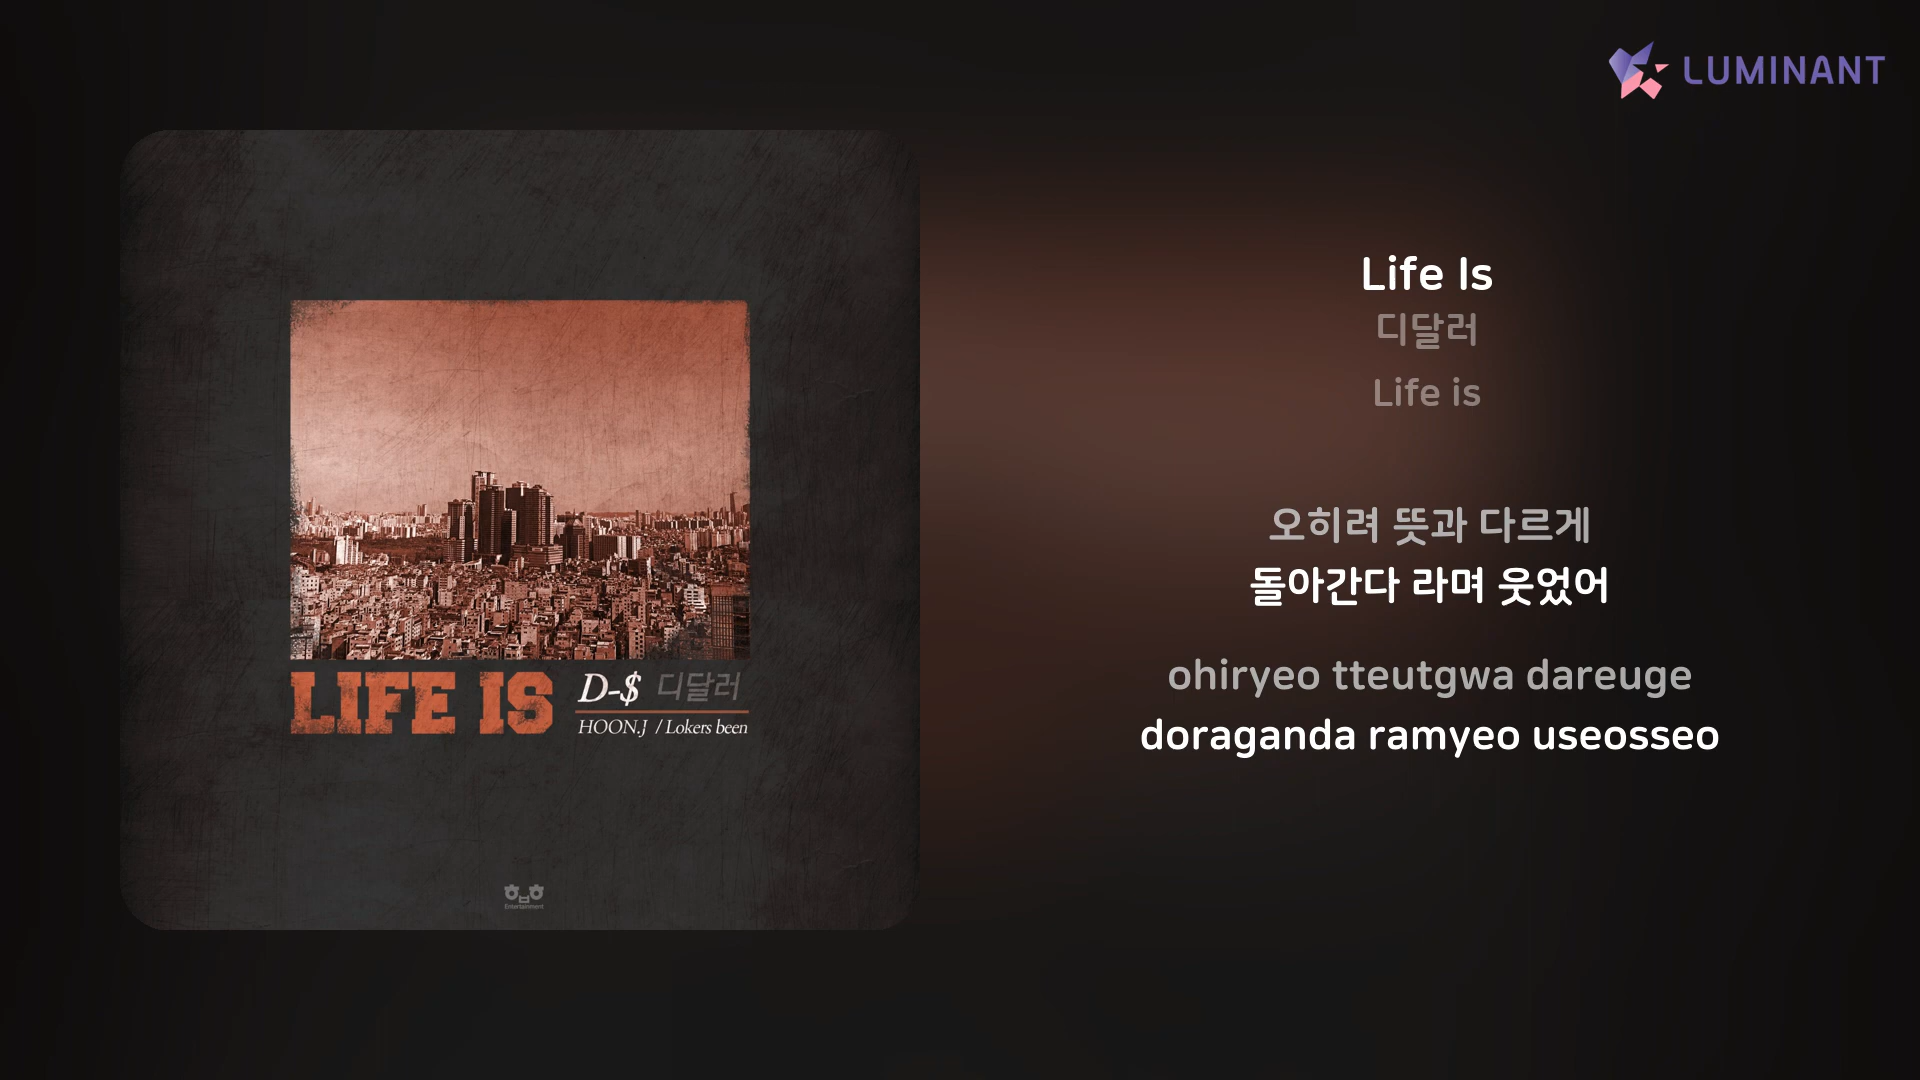 LUMINANT
LIFE IS
D-$ 디달러
HOON.J / Lokers been
Entertainment
Life Is
디달러
Life is
오히려 뜻과 다르게
돌아간다 라며 웃었어
ohiryeo tteutgwa dareuge
doraganda ramyeo useosseo